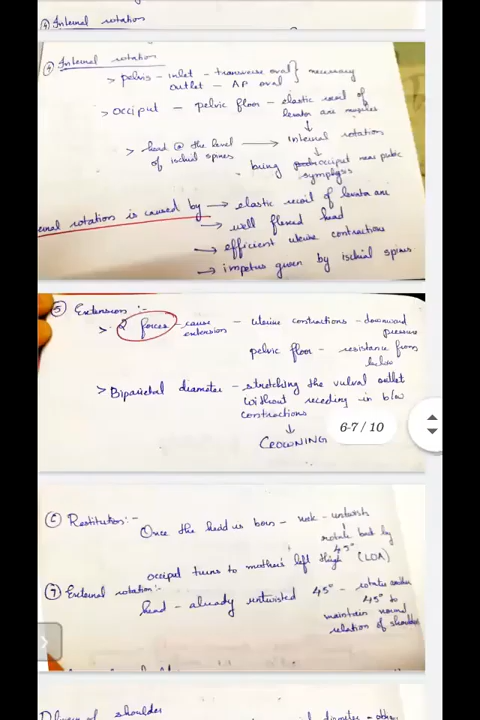 ④ Internal rotation
④ Internal rotation
> pelvis - inlet - transverse oval } necessary
outlet - AP oval
> occiput - pelvic floor - elastic recoil of
levator ani muscles
↓
> head @ the level → Internal rotation
of ischial spines
↓
bring occiput near pubic
symphysis
rotation is caused by → elastic recoil of levator ani
→ well flexed head
→ efficient uterine contractions
→ impetus given by ischial spines
⑤ Extension :-
> 2 forces - cause - uterine contractions - downward
extension pressure
pelvic floor - resistance from
below
> Biparietal diameter - stretching the vulval outlet
without receding in b/w
contractions
↓
CROWNING
6-7 / 10
⑥ Restitution :-
Once the head is born - neck - untwists
rotate back by
45°
occiput turns to mother's left thigh (LOA)
⑦ External rotation :-
head - already untwisted 45° - rotates another
45° to
maintain normal
relation of shoulder
of shoulder
diameter -